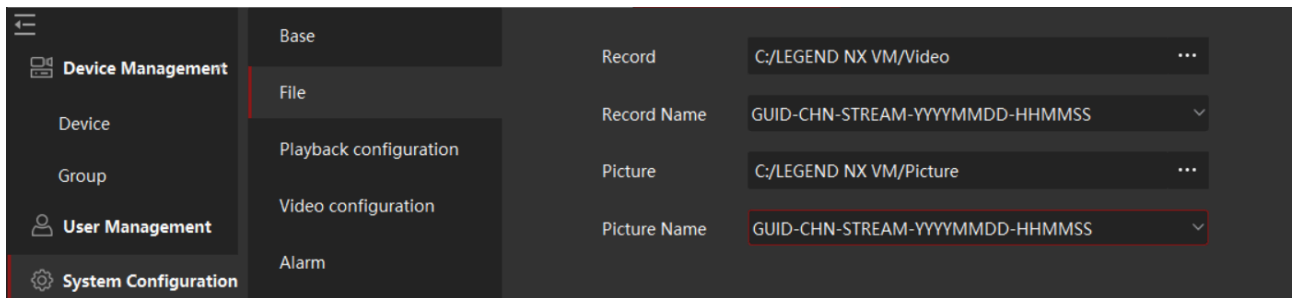 Device Management
Device
Group
User Management
System Configuration
Base
File
Playback configuration
Video configuration
Alarm
Record C:/LEGEND NX VM/Video ...
Record Name GUID-CHN-STREAM-YYYYMMDD-HHMMSS
Picture C:/LEGEND NX VM/Picture ...
Picture Name GUID-CHN-STREAM-YYYYMMDD-HHMMSS